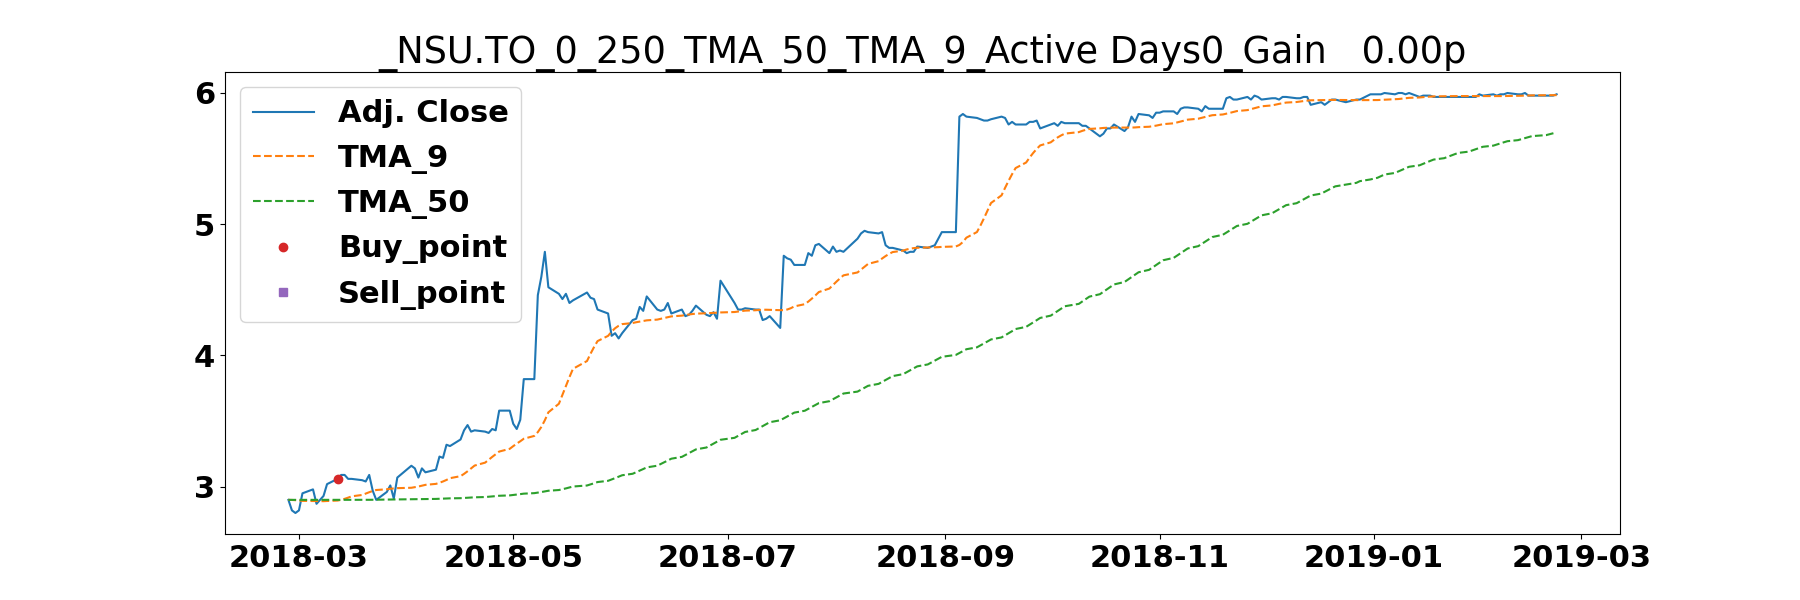 _NSU.TO_0_250_TMA_50_TMA_9_Active Days0_Gain   0.00p
6
5
4
3
Adj. Close
TMA_9
TMA_50
Buy_point
Sell_point
2018-03 2018-05 2018-07 2018-09 2018-11 2019-01 2019-03